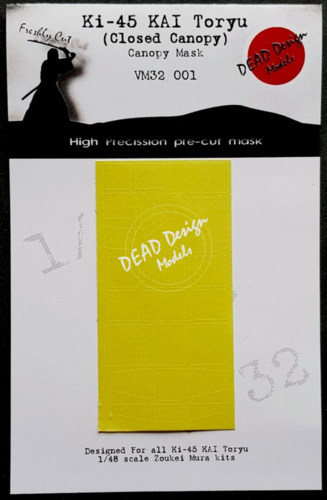 Ki-45 KAI Toryu
(Closed Canopy)
Canopy Mask
VM32 001
Freshly Cut
DEAD Design
Models
High Precission pre-cut mask
1/
DEAD Design
Models
32
Designed For all Ki-45 KAI Toryu
1/48 scale Zoukei Mura kits